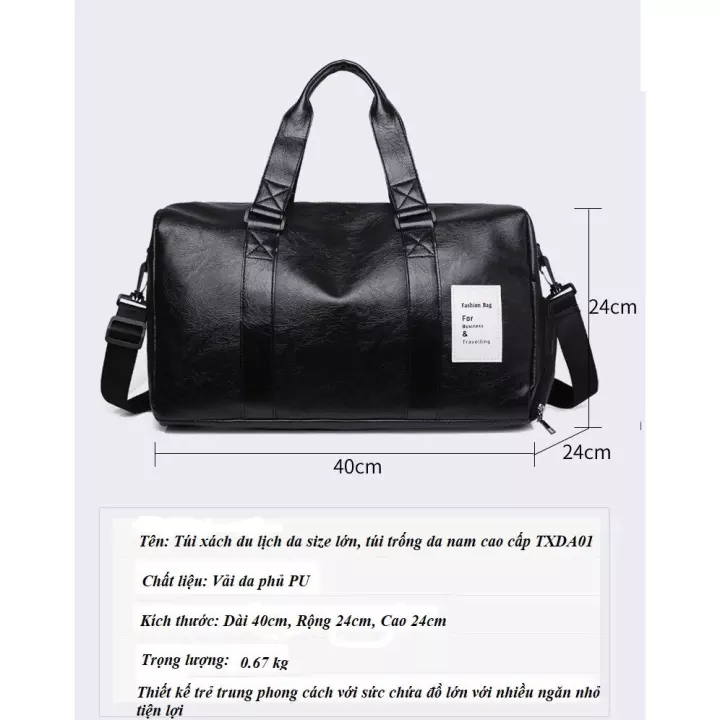 Fashion Bag
For
Business
&
Travelling
24cm
24cm
40cm
Tên: Túi xách du lịch da size lớn, túi trống da nam cao cấp TXDA01
Chất liệu: Vải da phủ PU
Kích thước: Dài 40cm, Rộng 24cm, Cao 24cm
Trọng lượng: 0.67 kg
Thiết kế trẻ trung phong cách với sức chứa đồ lớn với nhiều ngăn nhỏ
tiện lợi